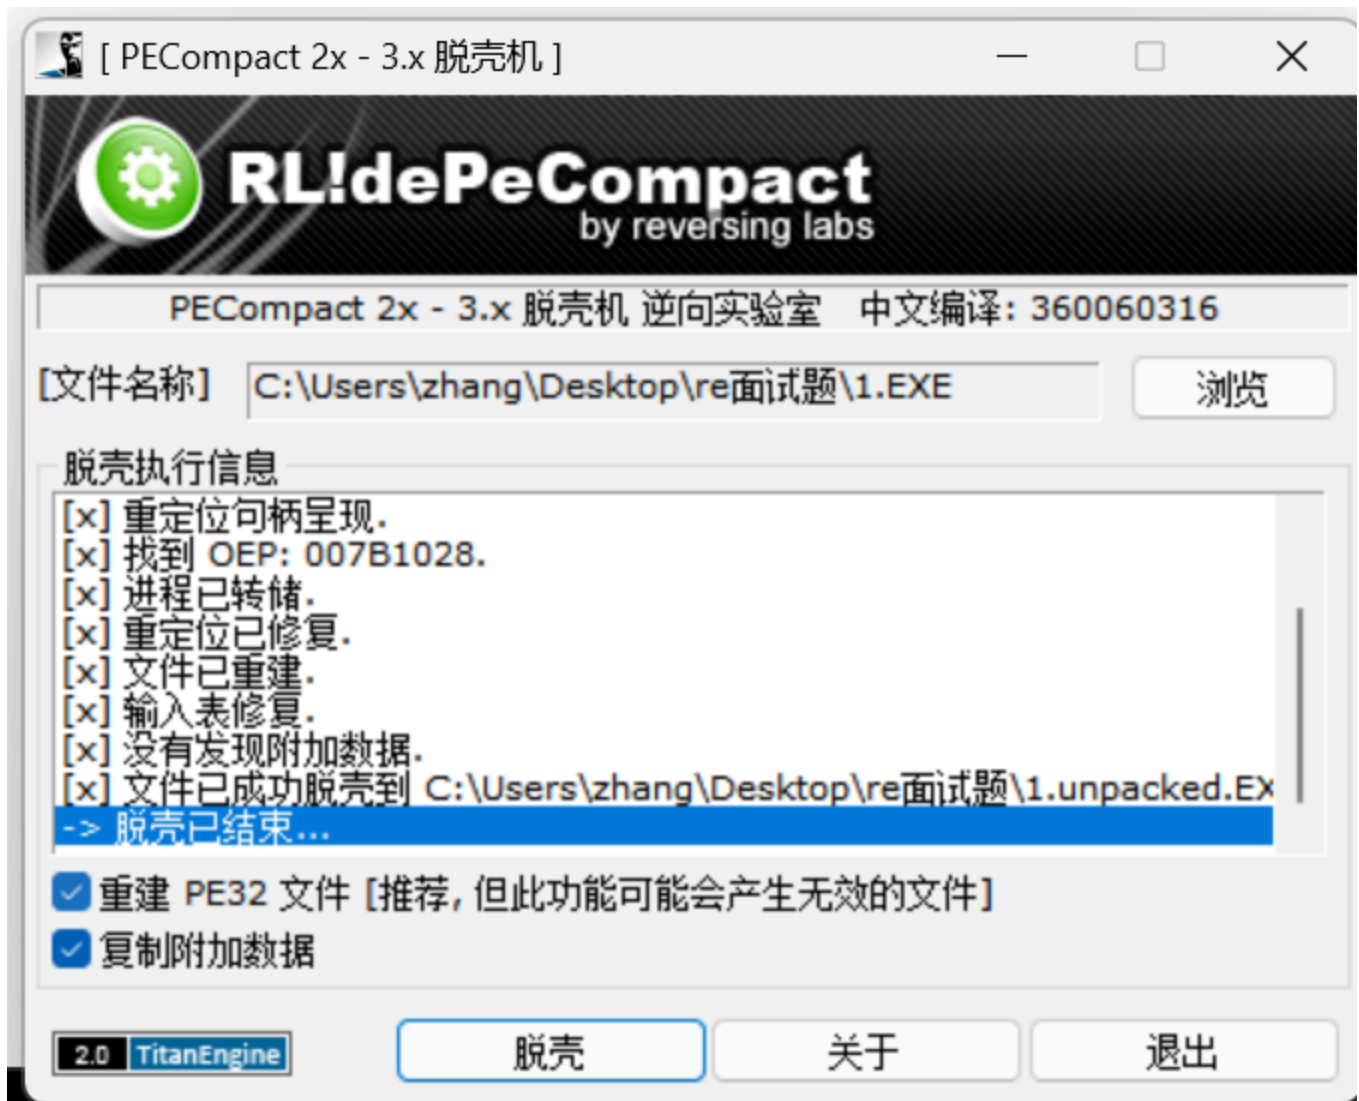 [ PECompact 2x - 3.x 脱壳机 ]
RL!dePeCompact
by reversing labs
PECompact 2x - 3.x 脱壳机 逆向实验室 中文编译: 360060316
[文件名称] C:\Users\zhang\Desktop\re面试题\1.EXE 浏览
脱壳执行信息
[x] 重定位句柄呈现.
[x] 找到 OEP: 007B1028.
[x] 进程已转储.
[x] 重定位已修复.
[x] 文件已重建.
[x] 输入表修复.
[x] 没有发现附加数据.
[x] 文件已成功脱壳到 C:\Users\zhang\Desktop\re面试题\1.unpacked.EX
-> 脱壳已结束...
重建 PE32 文件 [推荐, 但此功能可能会产生无效的文件]
复制附加数据
2.0 TitanEngine 脱壳 关于 退出